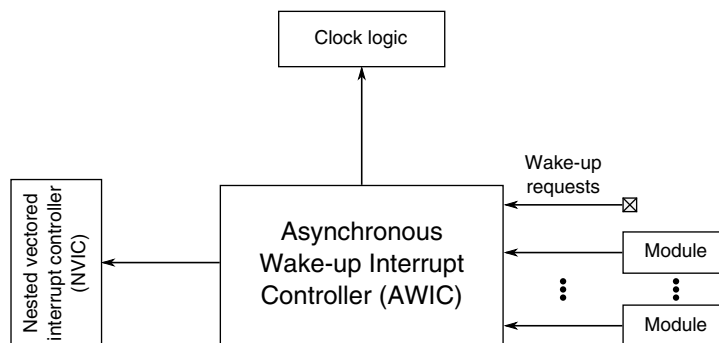 Clock logic
Wake-up
requests
Nested vectored
interrupt controller
(NVIC)
Asynchronous
Wake-up Interrupt
Controller (AWIC)
Module
Module